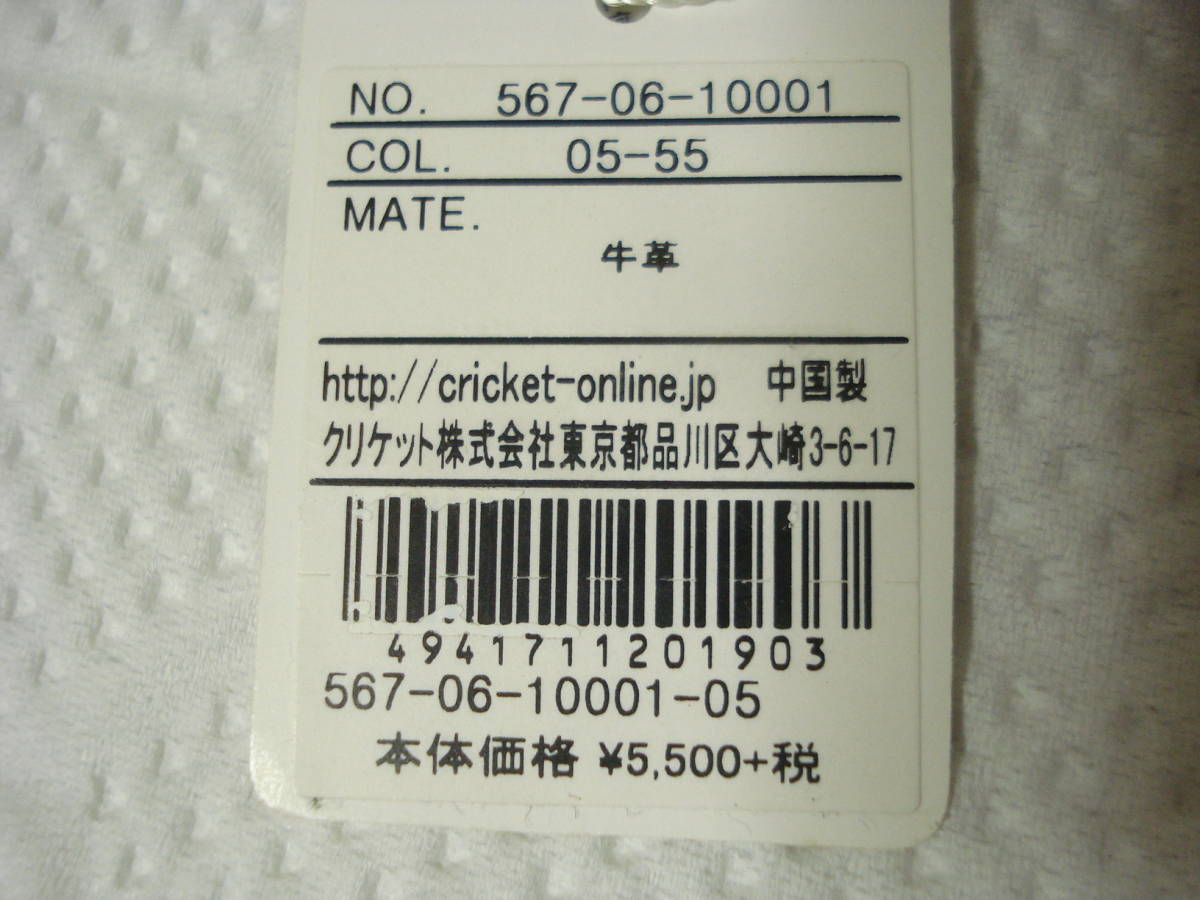 NO. 567-06-10001
COL. 05-55
MATE.
牛革
http://cricket-online.jp 中国製
クリケット株式会社東京都品川区大崎3-6-17
4941711201903
567-06-10001-05
本体価格 ¥5,500+税